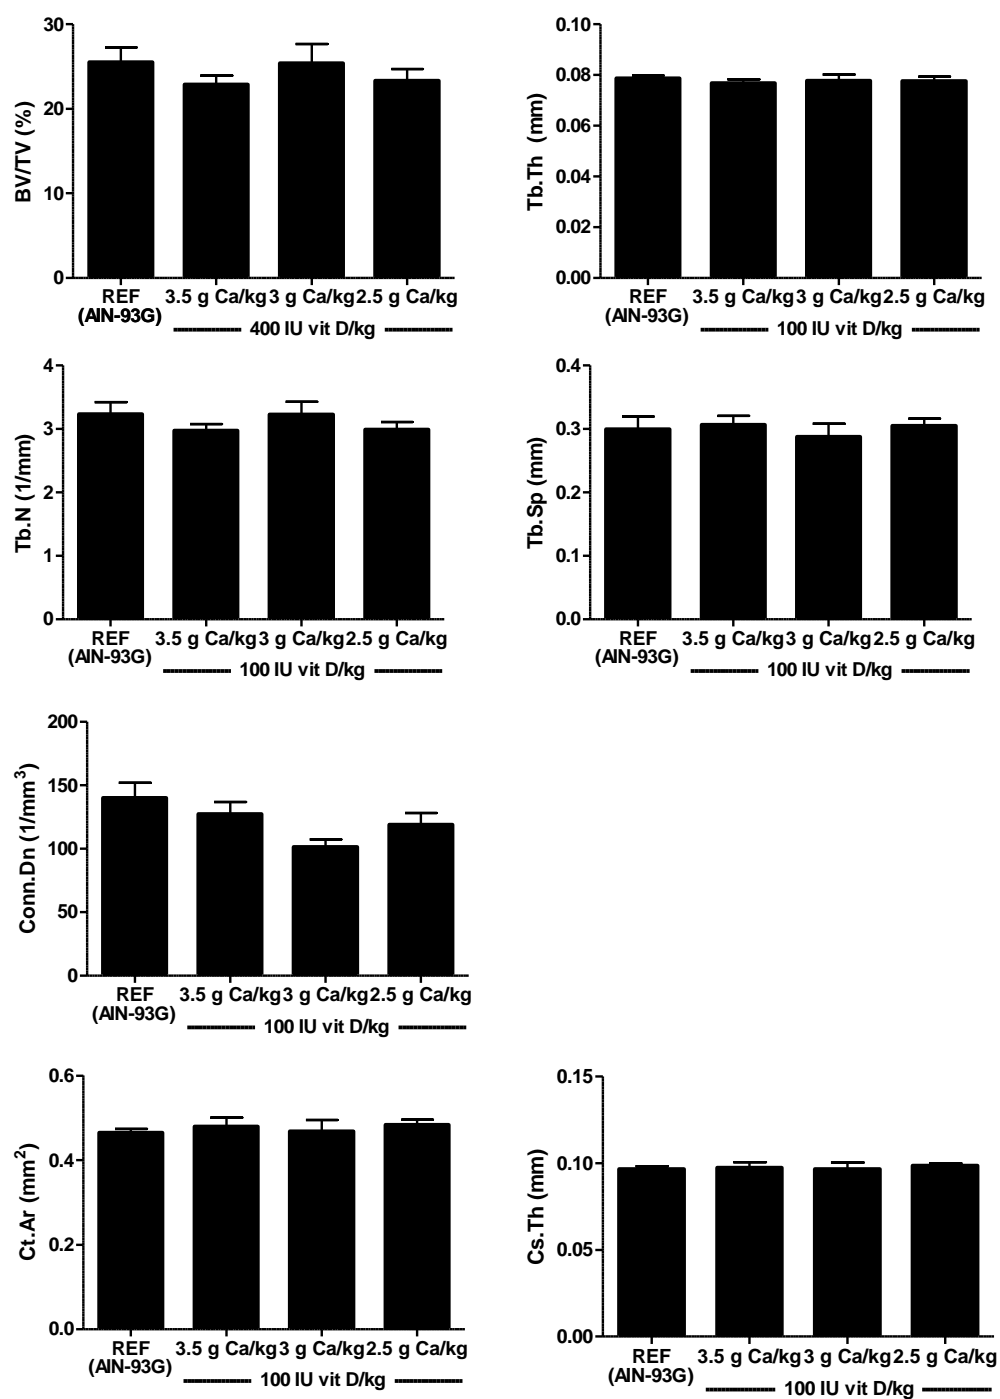 BV/TV (%)
30
20
10
0
REF
(AIN-93G)
3.5 g Ca/kg 3 g Ca/kg 2.5 g Ca/kg
400 IU vit D/kg
Tb.Th (mm)
0.10
0.08
0.06
0.04
0.02
0.00
REF
(AIN-93G)
3.5 g Ca/kg 3 g Ca/kg 2.5 g Ca/kg
100 IU vit D/kg
Tb.N (1/mm)
4
3
2
1
0
REF
(AIN-93G)
3.5 g Ca/kg 3 g Ca/kg 2.5 g Ca/kg
100 IU vit D/kg
Tb.Sp (mm)
0.4
0.3
0.2
0.1
0.0
REF
(AIN-93G)
3.5 g Ca/kg 3 g Ca/kg 2.5 g Ca/kg
100 IU vit D/kg
Conn.Dn (1/mm³)
200
150
100
50
0
REF
(AIN-93G)
3.5 g Ca/kg 3 g Ca/kg 2.5 g Ca/kg
100 IU vit D/kg
Ct.Ar (mm²)
0.6
0.4
0.2
0.0
REF
(AIN-93G)
3.5 g Ca/kg 3 g Ca/kg 2.5 g Ca/kg
100 IU vit D/kg
Cs.Th (mm)
0.15
0.10
0.05
0.00
REF
(AIN-93G)
3.5 g Ca/kg 3 g Ca/kg 2.5 g Ca/kg
100 IU vit D/kg